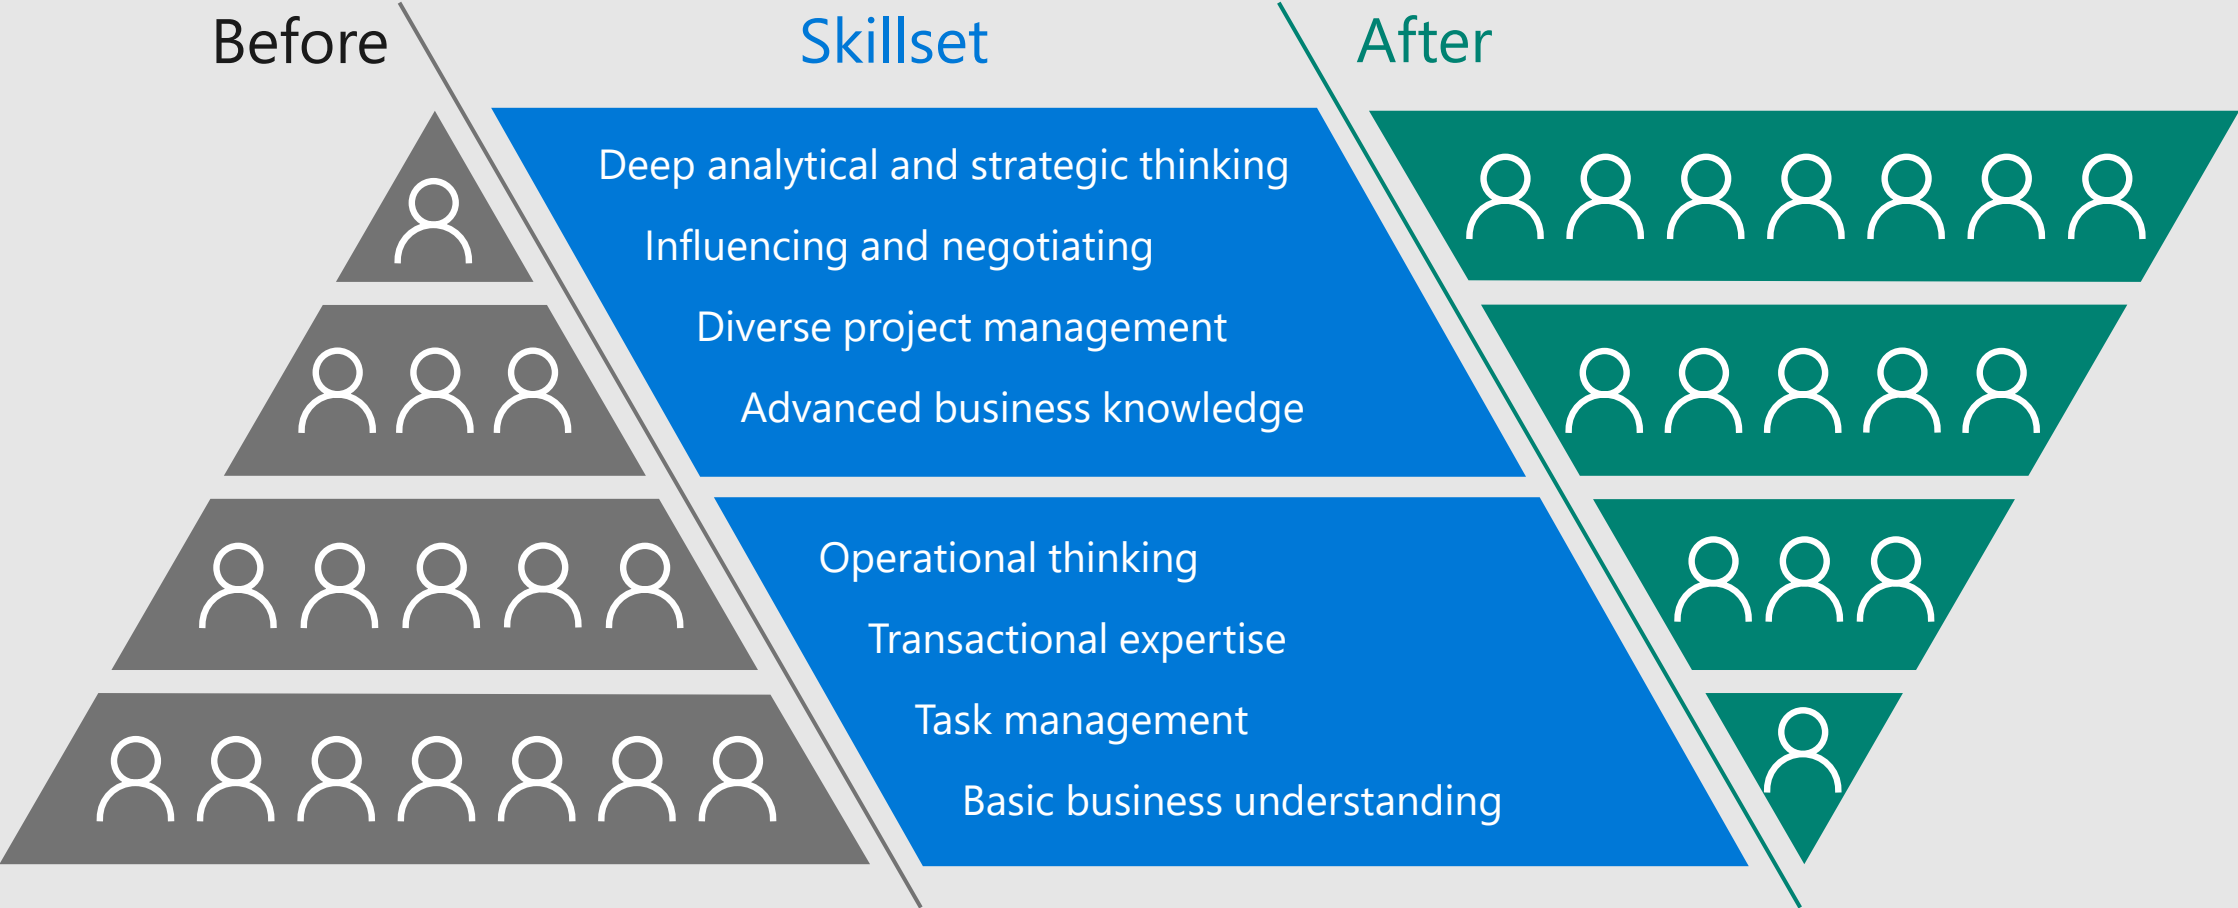 Before
Skillset
After
Deep analytical and strategic thinking
Influencing and negotiating
Diverse project management
Advanced business knowledge
Operational thinking
Transactional expertise
Task management
Basic business understanding